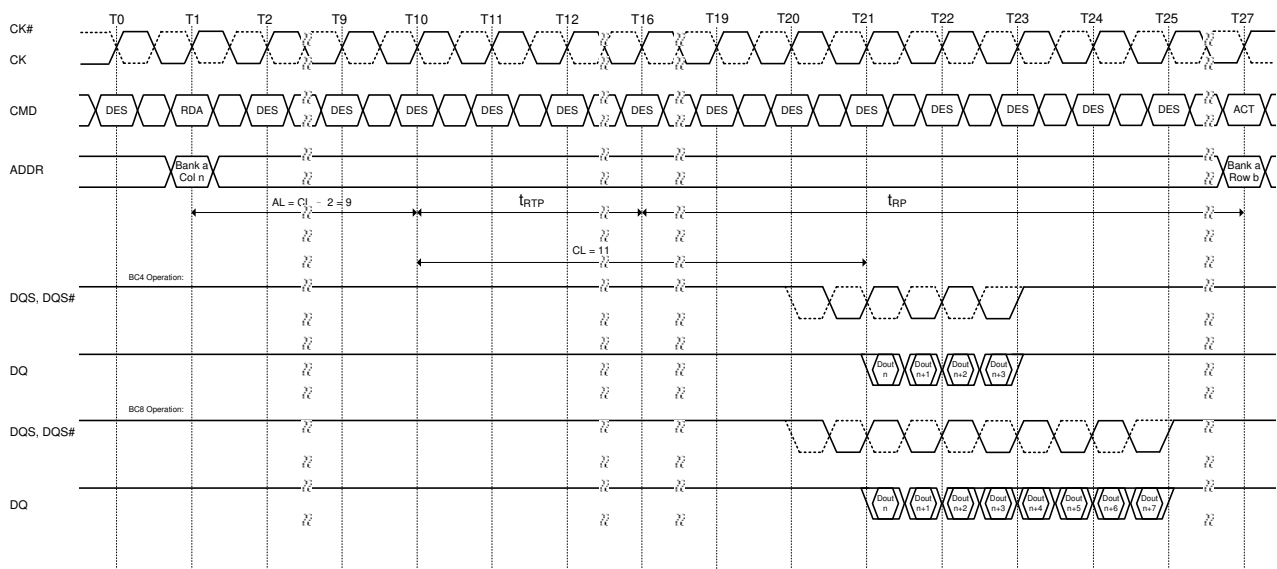 T0 T1 T2 T9 T10 T11 T12 T16 T19 T20 T21 T22 T23 T24 T25 T27
CK#
CK
CMD DES RDA DES DES DES DES DES DES DES DES DES DES DES DES DES ACT
ADDR Bank a Col n Bank a Row b
AL = CL - 2 = 9 tRTP tRP
CL = 11
BC4 Operation:
DQS, DQS#
DQ Dout n Dout n+1 Dout n+2 Dout n+3
BC8 Operation:
DQS, DQS#
DQ Dout n Dout n+1 Dout n+2 Dout n+3 Dout n+4 Dout n+5 Dout n+6 Dout n+7